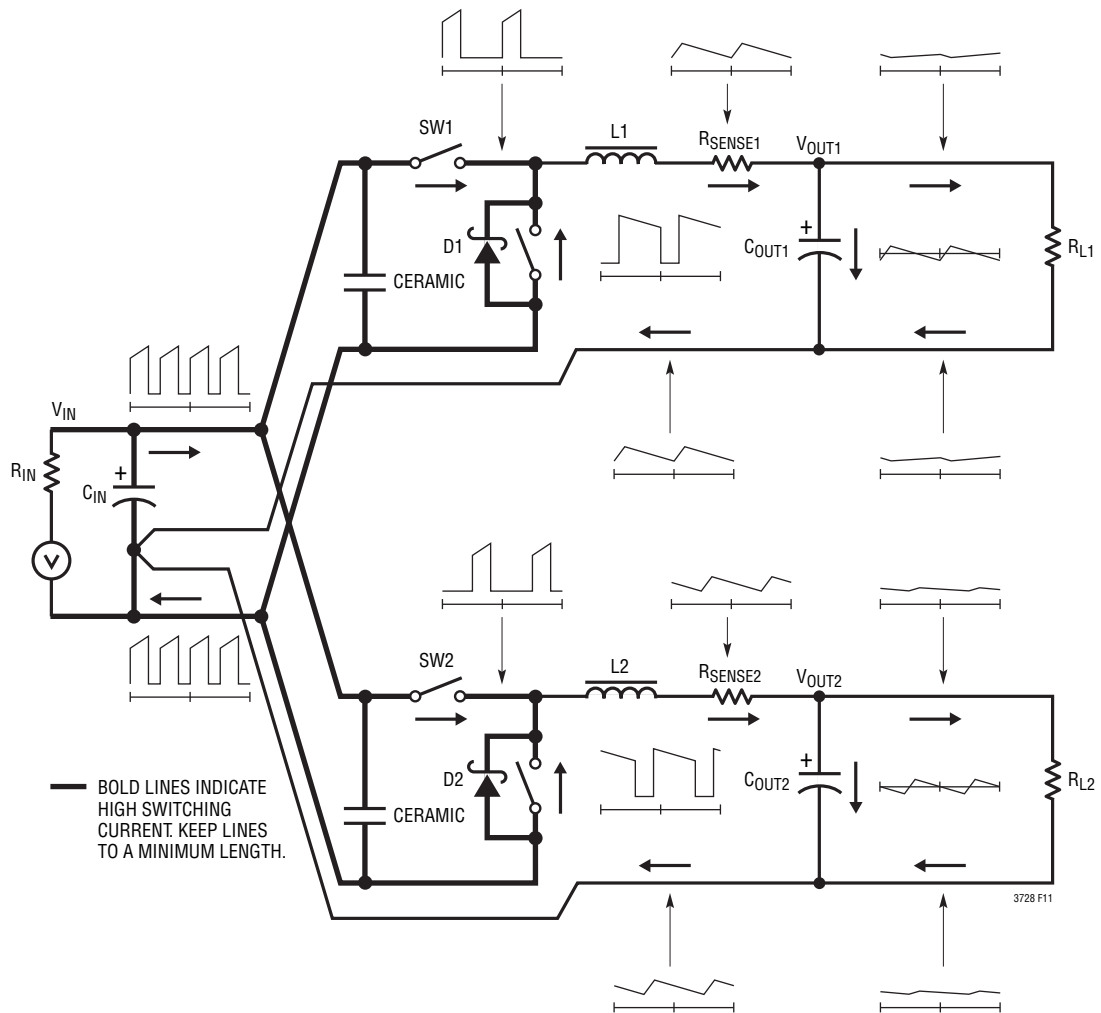 SW1
L1
RSENSE1
VOUT1
D1
CERAMIC
+
COUT1
RL1
VIN
RIN
+
CIN
V
SW2
L2
RSENSE2
VOUT2
D2
CERAMIC
+
COUT2
RL2
BOLD LINES INDICATE
HIGH SWITCHING
CURRENT. KEEP LINES
TO A MINIMUM LENGTH.
3728 F11